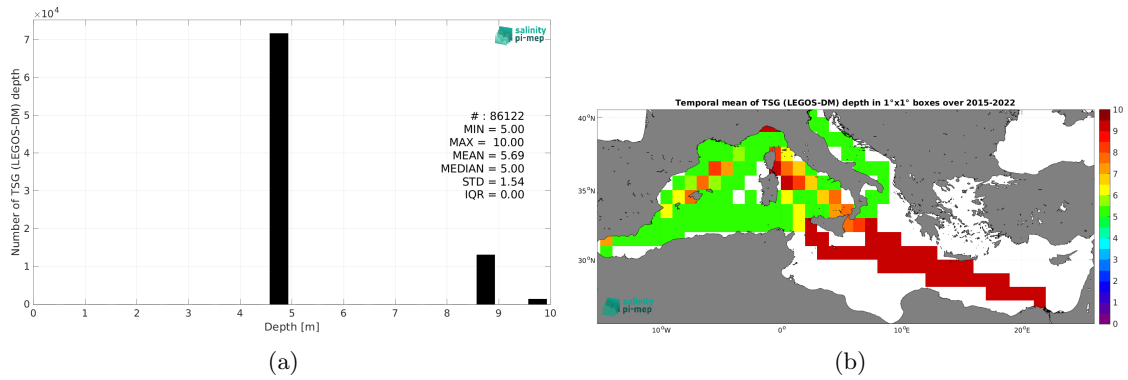 ×10⁴
7
6
5
4
3
2
1
0
Number of TSG (LEGOS-DM) depth
salinity
pi-mep
# : 86122
MIN = 5.00
MAX = 10.00
MEAN = 5.69
MEDIAN = 5.00
STD = 1.54
IQR = 0.00
0 1 2 3 4 5 6 7 8 9 10
Depth [m]
(a)
Temporal mean of TSG (LEGOS-DM) depth in 1°x1° boxes over 2015-2022
40°N
35°N
30°N
10°W 0° 10°E 20°E
10
9
8
7
6
5
4
3
2
1
0
salinity
pi-mep
(b)